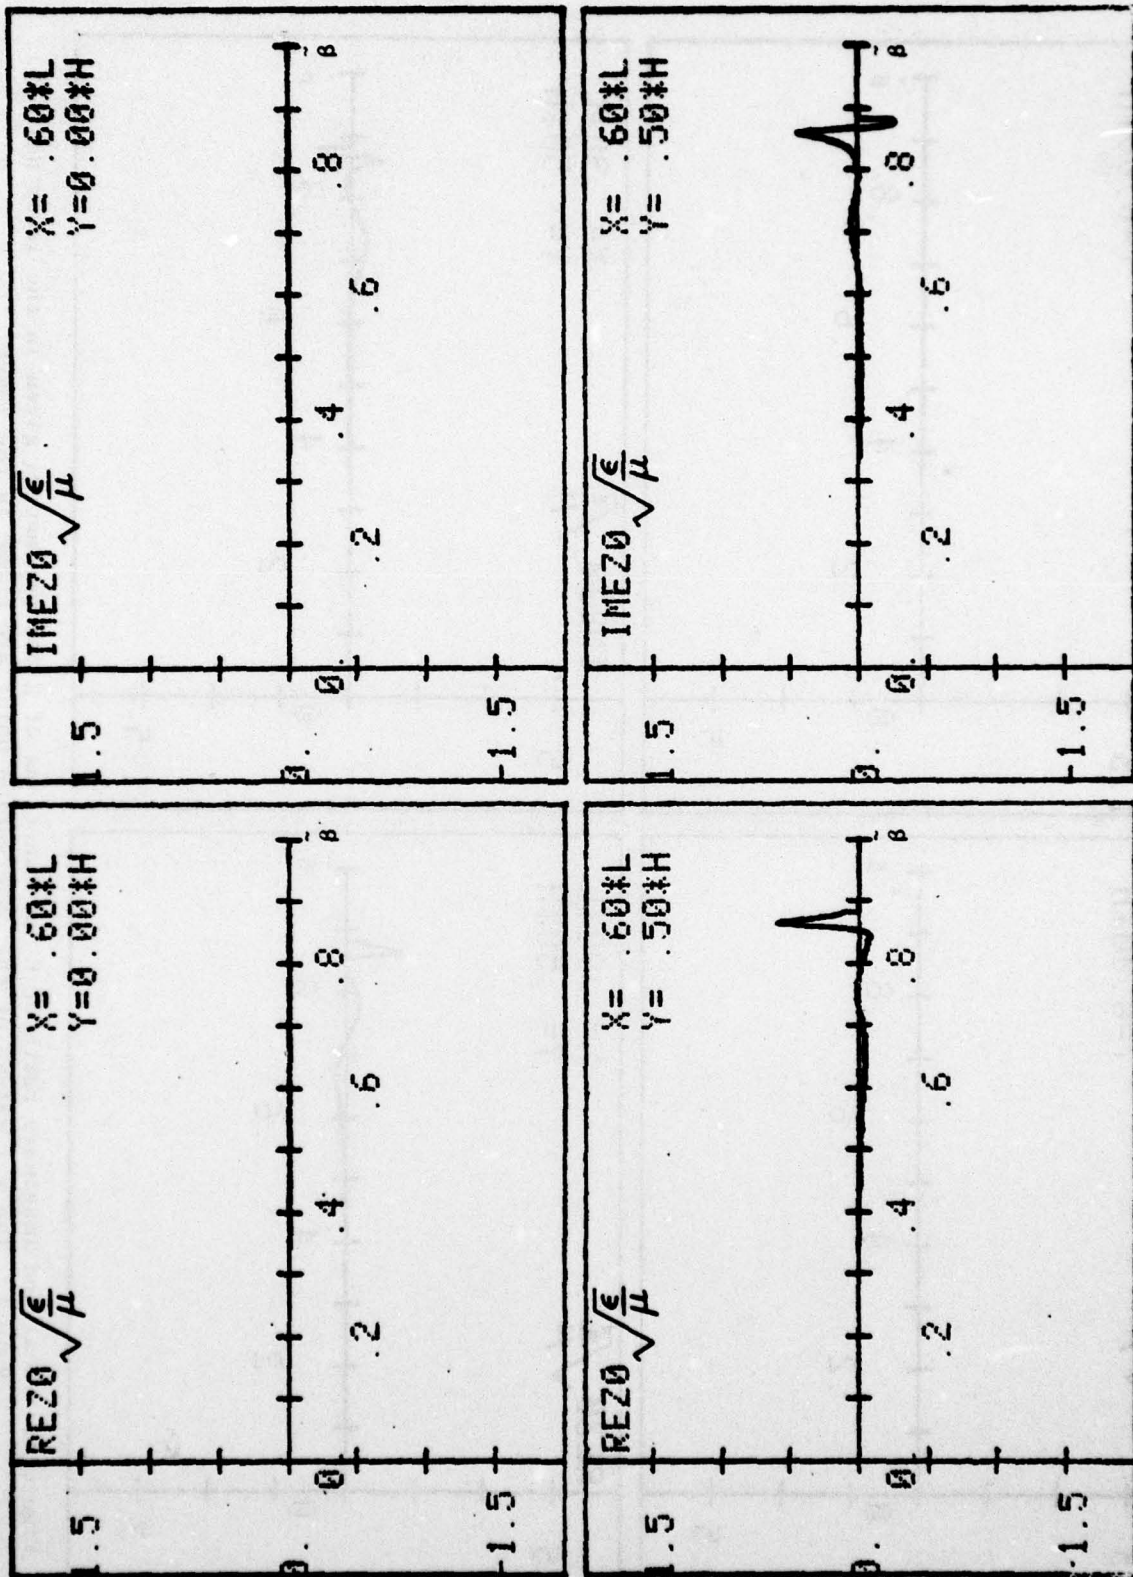 REZ0 √ε/μ
X= .60*L
Y=0.00*H
1.5
0.
-1.5
0. .2 .4 .6 .8 β̃
IMEZ0 √ε/μ
X= .60*L
Y=0.00*H
1.5
0.
-1.5
0. .2 .4 .6 .8 β̃
REZ0 √ε/μ
X= .60*L
Y= .50*H
1.5
0.
-1.5
0 .2 .4 .6 .8 β̃
IMEZ0 √ε/μ
X= .60*L
Y= .50*H
1.5
0.
-1.5
0 .2 .4 .6 .8 β̃